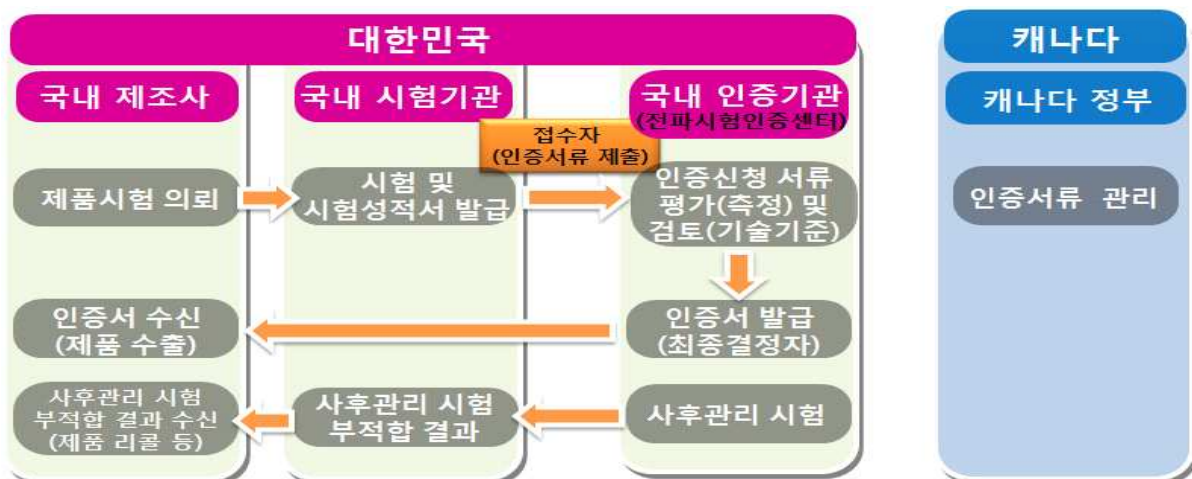 대한민국
캐나다
국내 제조사
국내 시험기관
국내 인증기관
(전파시험인증센터)
캐나다 정부
접수자
(인증서류 제출)
제품시험 의뢰
시험 및
시험성적서 발급
인증신청 서류
평가(측정) 및
검토(기술기준)
인증서류 관리
인증서 수신
(제품 수출)
인증서 발급
(최종결정자)
사후관리 시험
부적합 결과 수신
(제품 리콜 등)
사후관리 시험
부적합 결과
사후관리 시험